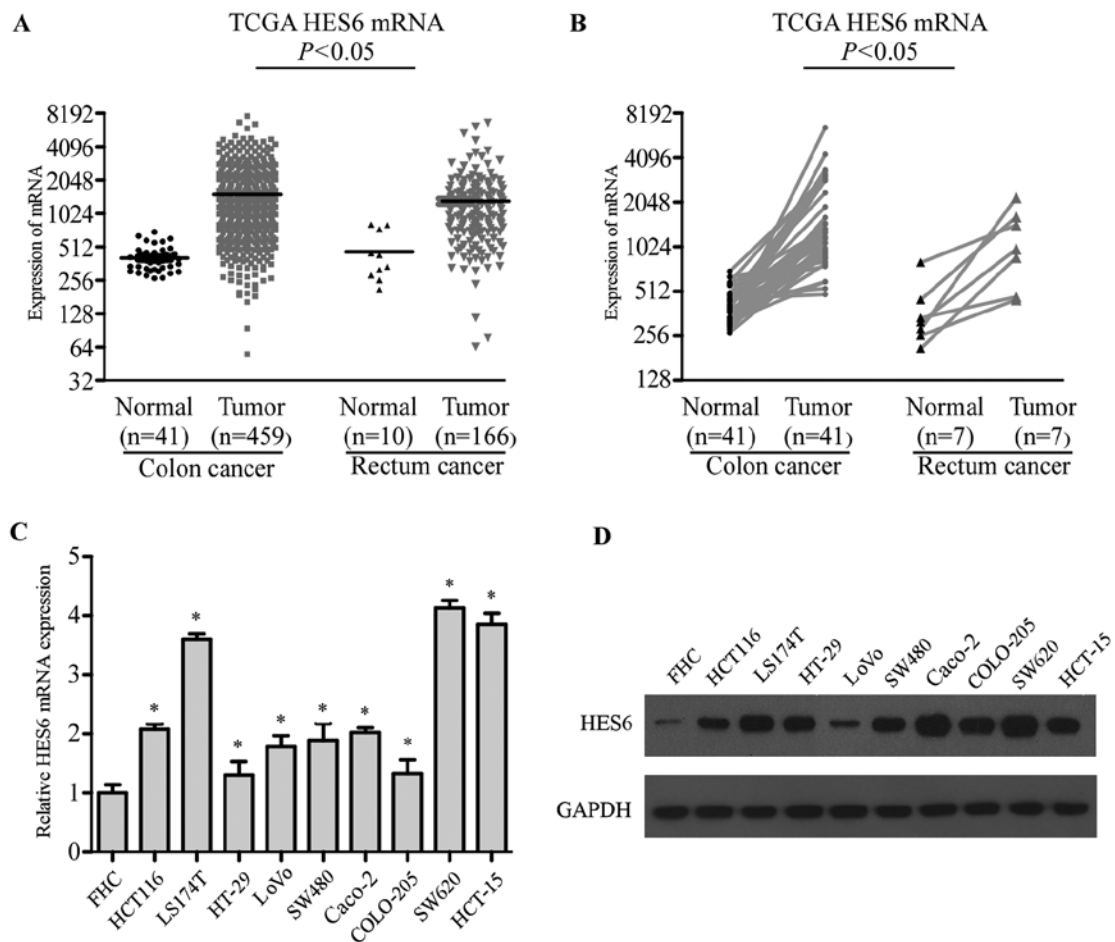 A
TCGA HES6 mRNA
P<0.05
Expression of mRNA
8192
4096
2048
1024
512
256
128
64
32
Normal
(n=41)
Tumor
(n=459)
Normal
(n=10)
Tumor
(n=166)
Colon cancer
Rectum cancer
B
TCGA HES6 mRNA
P<0.05
Expression of mRNA
8192
4096
2048
1024
512
256
128
Normal
(n=41)
Tumor
(n=41)
Normal
(n=7)
Tumor
(n=7)
Colon cancer
Rectum cancer
C
Relative HES6 mRNA expression
5
4
3
2
1
0
*
*
*
*
*
*
*
*
*
FHC
HCT116
LS174T
HT-29
LoVo
SW480
Caco-2
COLO-205
SW620
HCT-15
D
FHC
HCT116
LS174T
HT-29
LoVo
SW480
Caco-2
COLO-205
SW620
HCT-15
HES6
GAPDH